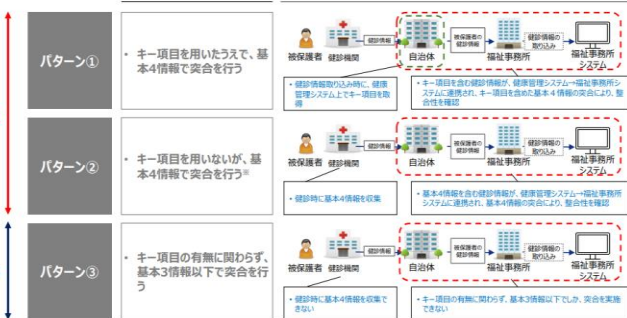 パターン①
・ キー項目を用いたうえで、基
本4情報で突合を行う
被保護者
健診機関
健診情報
自治体
被保護者の
健診情報
福祉事務所
健診情報の
取り込み
福祉事務所
システム
・健診情報取り込み時に、健康
管理システム上でキー項目を取
得
・キー項目を含む健診情報が、健康管理システム→福祉事務所シ
ステムに連携され、キー項目を含めた基本4情報の突合により、整
合性を確認
パターン②
・ キー項目を用いないが、基
本4情報で突合を行う※
被保護者
健診機関
健診情報
自治体
被保護者の
健診情報
福祉事務所
健診情報の
取り込み
福祉事務所
システム
・健診時に基本4情報を収集
・基本4情報を含む健診情報が、健康管理システム→福祉事務所
システムに連携され、基本4情報の突合により、整合性を確認
パターン③
・ キー項目の有無に関わらず、
基本3情報以下で突合を行
う
被保護者
健診機関
健診情報
自治体
被保護者の
健診情報
福祉事務所
健診情報の
取り込み
福祉事務所
システム
・健診時に基本4情報を収集で
きない
・キー項目の有無に関わらず、基本3情報以下でしか、突合を実施
できない